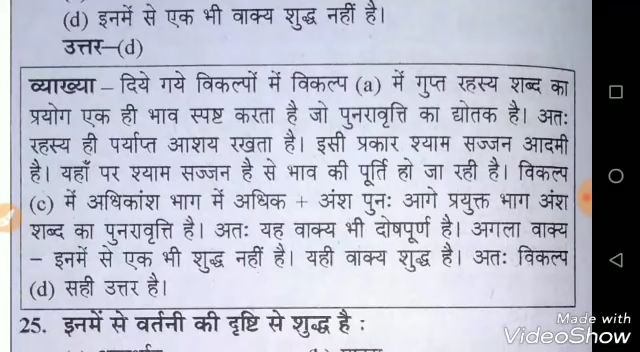 (d) इनमें से एक भी वाक्य शुद्ध नहीं है।
उत्तर–(d)
व्याख्या – दिये गये विकल्पों में विकल्प (a) में गुप्त रहस्य शब्द का
प्रयोग एक ही भाव स्पष्ट करता है जो पुनरावृत्ति का द्योतक है। अतः
रहस्य ही पर्याप्त आशय रखता है। इसी प्रकार श्याम सज्जन आदमी
है। यहाँ पर श्याम सज्जन है से भाव की पूर्ति हो जा रही है। विकल्प
(c) में अधिकांश भाग में अधिक + अंश पुनः आगे प्रयुक्त भाग अंश
शब्द का पुनरावृत्ति है। अतः यह वाक्य भी दोषपूर्ण है। अगला वाक्य
– इनमें से एक भी शुद्ध नहीं है। यही वाक्य शुद्ध है। अतः विकल्प
(d) सही उत्तर है।
25. इनमें से वर्तनी की दृष्टि से शुद्ध है :
Made with
VideoShow